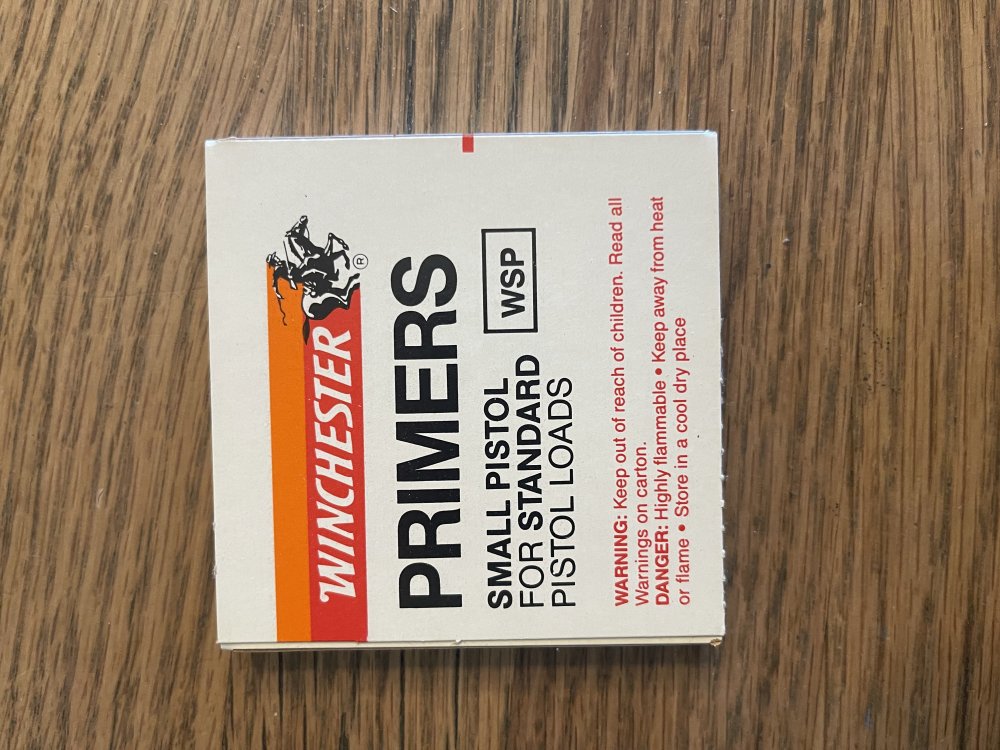 WINCHESTER
®
PRIMERS
SMALL PISTOL
FOR STANDARD
PISTOL LOADS
WSP
WARNING: Keep out of reach of children. Read all
Warnings on carton.
DANGER: Highly flammable • Keep away from heat
or flame • Store in a cool dry place